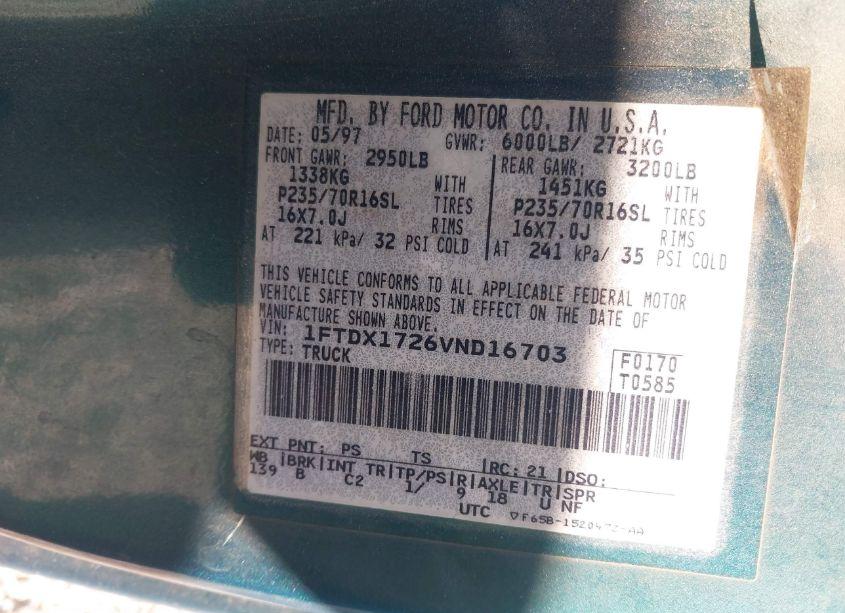 MFD. BY FORD MOTOR CO. IN U.S.A.
DATE: 05/97 GVWR: 6000LB/ 2721KG
FRONT GAWR: 2950LB REAR GAWR: 3200LB
1338KG WITH 1451KG WITH
P235/70R16SL TIRES P235/70R16SL TIRES
16X7.0J RIMS 16X7.0J RIMS
AT 221 kPa/ 32 PSI COLD AT 241 kPa/ 35 PSI COLD
THIS VEHICLE CONFORMS TO ALL APPLICABLE FEDERAL MOTOR
VEHICLE SAFETY STANDARDS IN EFFECT ON THE DATE OF
MANUFACTURE SHOWN ABOVE.
VIN: 1FTDX1726VND16703
TYPE: TRUCK
F0170
T0585
EXT PNT: PS TS RC: 21 DSO:
WB BRK INT TR TP/PS R AXLE TR SPR
139 B C2 1/ 9 18 U NF
UTC ▽F65B-1520472-AA